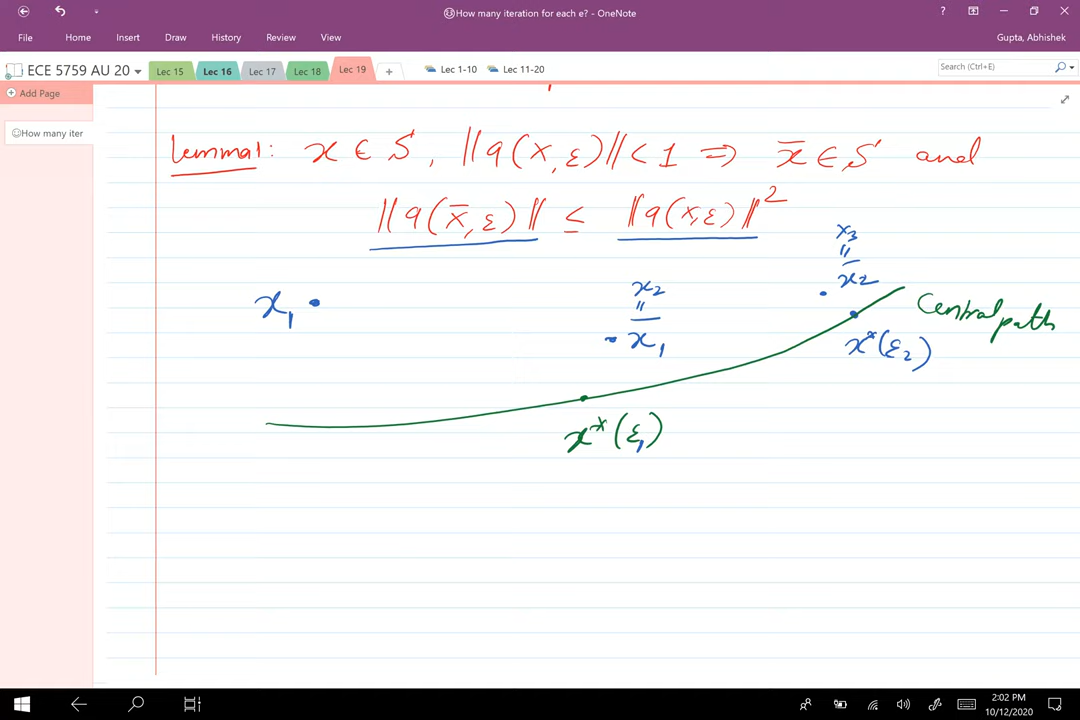 How many iteration for each e? - OneNote
Gupta, Abhishek
File Home Insert Draw History Review View
ECE 5759 AU 20 Lec 15 Lec 16 Lec 17 Lec 18 Lec 19 Lec 1-10 Lec 11-20 Search (Ctrl+E)
Add Page
How many iter
Lemma1: x ∈ S, ||q(x, ε)|| < 1 ⇒ x̄ ∈ S and
||q(x̄, ε)|| ≤ ||q(x, ε)||²
x₃
||
x̄₂
x₂
||
x̄₁
x₁
Central path
x*(ε₂)
x*(ε₁)
2:02 PM
10/12/2020